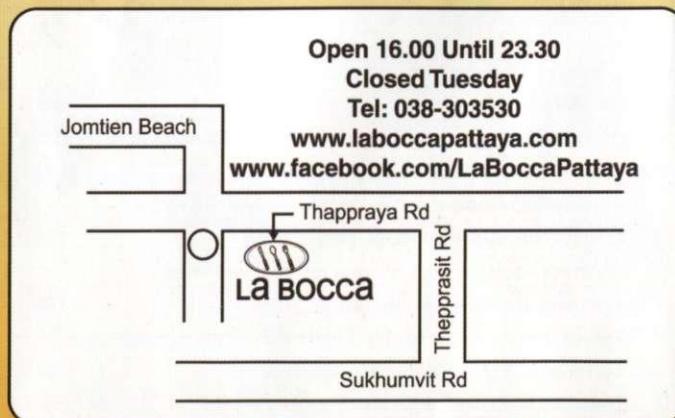 Open 16.00 Until 23.30
Closed Tuesday
Tel: 038-303530
www.laboccapattaya.com
www.facebook.com/LaBoccaPattaya
Jomtien Beach
Thappraya Rd
La BOCCa
Thepprasit Rd
Sukhumvit Rd